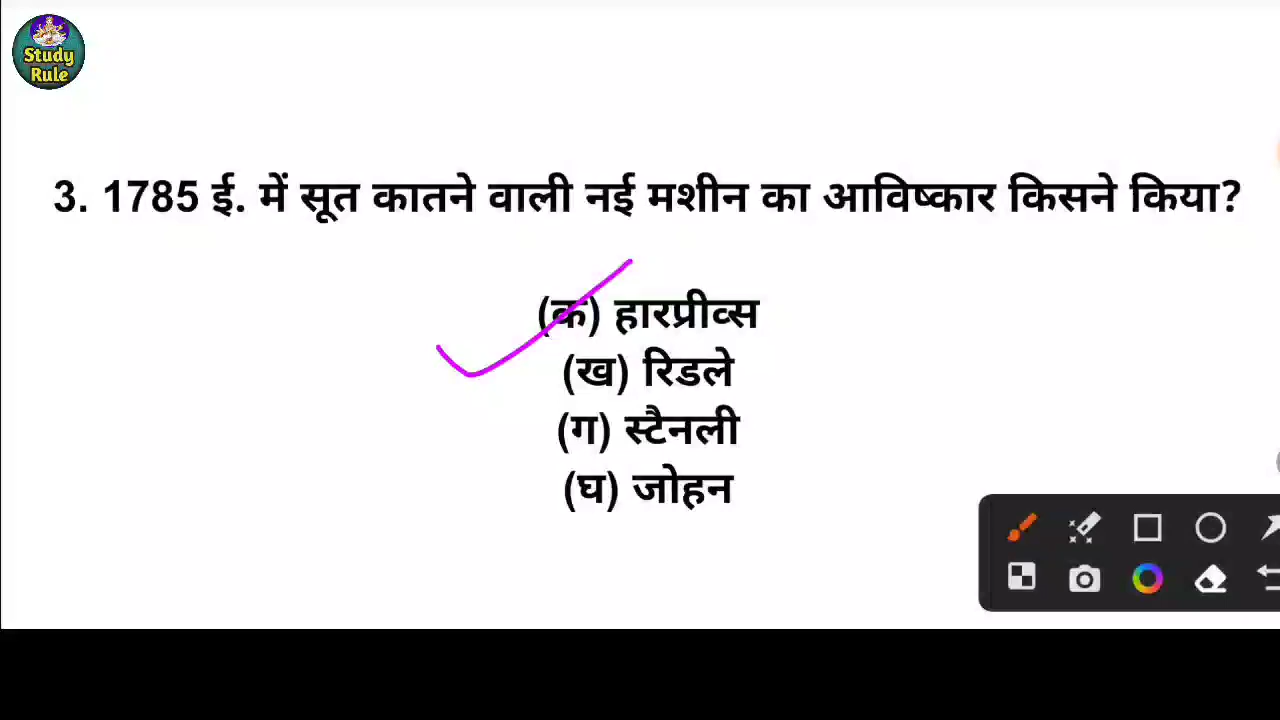 Study
Rule
3. 1785 ई. में सूत कातने वाली नई मशीन का आविष्कार किसने किया?
(क) हारप्रीव्स
(ख) रिडले
(ग) स्टैनली
(घ) जोहन